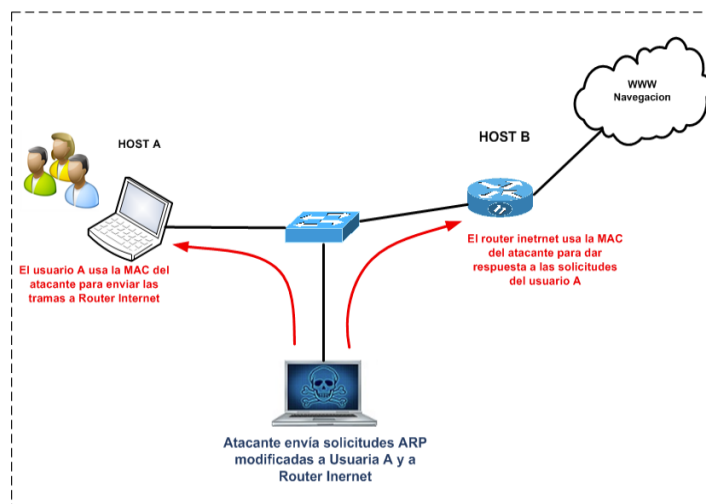 WWW
Navegacion
HOST A
HOST B
El usuario A usa la MAC del
atacante para enviar las
tramas a Router Internet
El router inetrnet usa la MAC
del atacante para dar
respuesta a las solicitudes
del usuario A
Atacante envía solicitudes ARP
modificadas a Usuaria A y a
Router Inernet